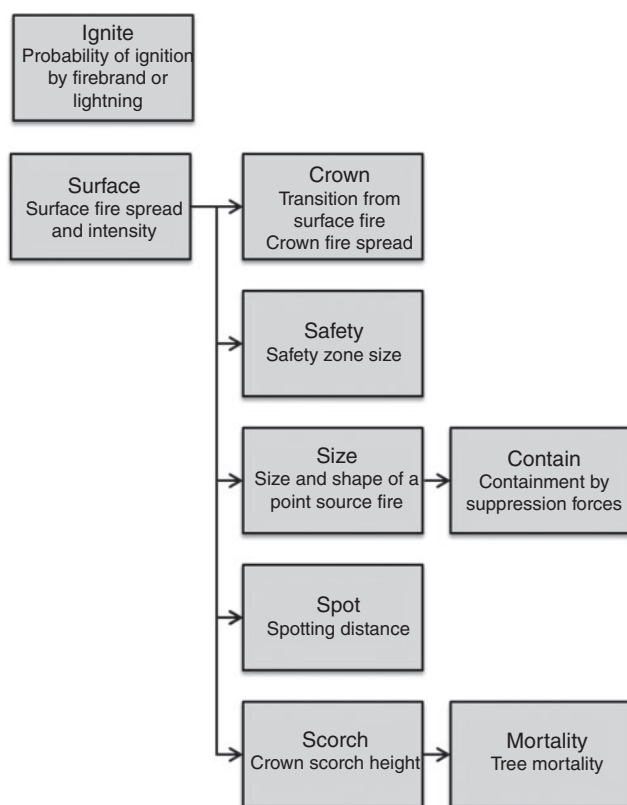 Ignite
Probability of ignition
by firebrand or
lightning
Surface
Surface fire spread
and intensity
Crown
Transition from
surface fire
Crown fire spread
Safety
Safety zone size
Size
Size and shape of a
point source fire
Contain
Containment by
suppression forces
Spot
Spotting distance
Scorch
Crown scorch height
Mortality
Tree mortality